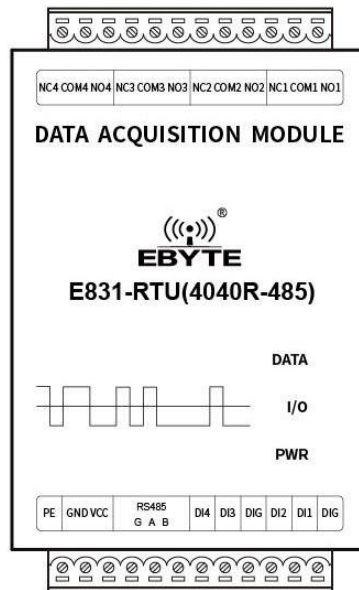 NC4 COM4 NO4 NC3 COM3 NO3 NC2 COM2 NO2 NC1 COM1 NO1
DATA ACQUISITION MODULE
®
EBYTE
E831-RTU(4040R-485)
DATA
I/O
PWR
PE GND VCC RS485 DI4 DI3 DIG DI2 DI1 DIG
G A B